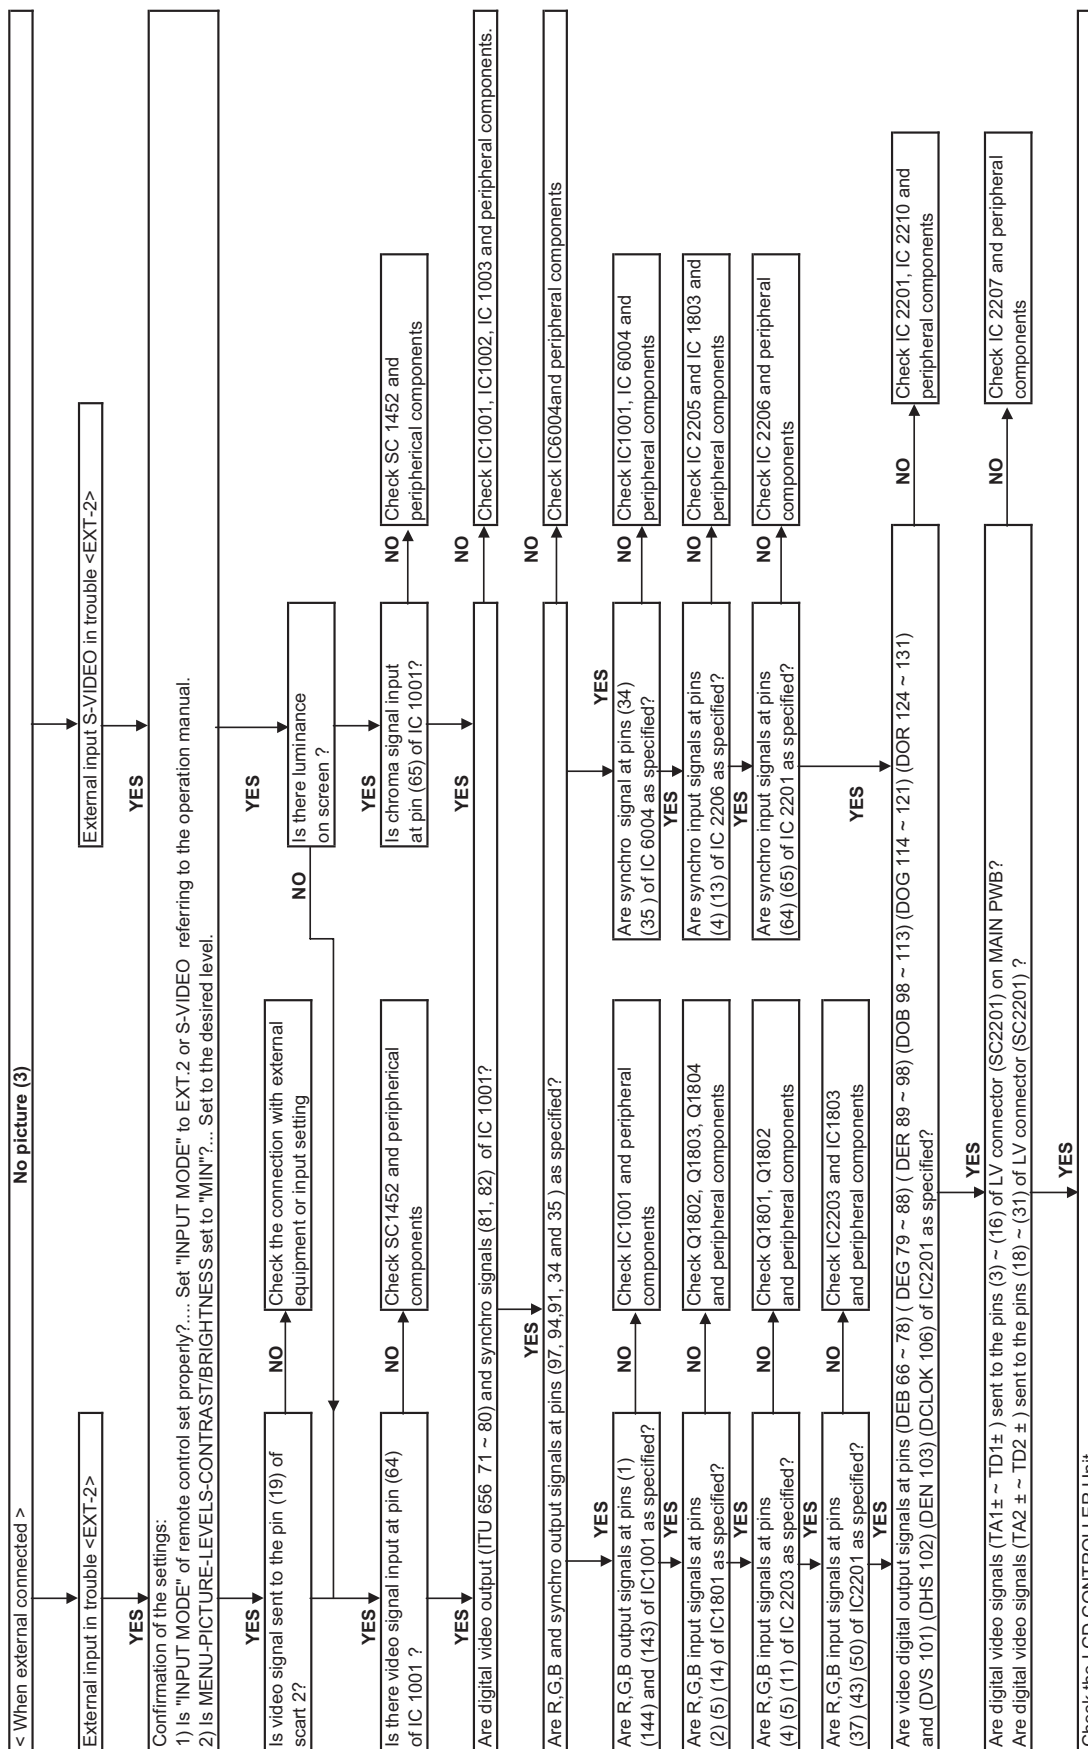 < When external connected >
No picture (3)
External input in trouble <EXT-2>
External input S-VIDEO in trouble <EXT-2>
YES
YES
Confirmation of the settings:
1) Is "INPUT MODE" of remote control set properly?.... Set "INPUT MODE" to EXT.2 or S-VIDEO referring to the operation manual.
2) Is MENU-PICTURE-LEVELS-CONTRAST/BRIGHTNESS set to "MIN"?... Set to the desired level.
YES
YES
Is video signal sent to the pin (19) of
scart 2?
NO
Check the connection with external
equipment or input setting
NO
Is there luminance
on screen ?
YES
YES
Is there video signal input at pin (64)
of IC 1001 ?
NO
Check SC1452 and peripherical
components
Is chroma signal input
at pin (65) of IC 1001?
NO
Check SC 1452 and
peripherical components
YES
YES
Are digital video output (ITU 656 71 ~ 80) and synchro signals (81, 82) of IC 1001?
NO
Check IC1001, IC1002, IC 1003 and peripheral components.
YES
Are R,G,B and synchro output signals at pins (97, 94,91, 34 and 35 ) as specified?
NO
Check IC6004and peripheral components
YES
YES
Are R,G,B output signals at pins (1)
(144 ) and (143) of IC1001 as specified?
NO
Check IC1001 and peripheral
components
Are synchro signal at pins (34)
(35 ) of IC 6004 as specified?
NO
Check IC1001, IC 6004 and
peripheral components
YES
YES
Are R,G,B input signals at pins
(2) (5) (14) of IC1801 as specified?
NO
Check Q1802, Q1803, Q1804
and peripheral components
Are synchro input signals at pins
(4) (13) of IC 2206 as specified?
NO
Check IC 2205 and IC 1803 and
peripheral components
YES
YES
Are R,G,B input signals at pins
(4) (5) (11) of IC 2203 as specified?
NO
Check Q1801, Q1802
and peripheral components
Are synchro input signals at pins
(64) (65) of IC 2201 as specified?
NO
Check IC 2206 and peripheral
components
YES
Are R,G,B input signals at pins
(37) (43) (50) of IC2201 as specified?
NO
Check IC2203 and IC1803
and peripheral components
YES
YES
Are video digital output signals at pins (DEB 66 ~ 78) ( DEG 79 ~ 88) ( DER 89 ~ 98) (DOB 98 ~ 113) (DOG 114 ~ 121) (DOR 124 ~ 131)
and (DVS 101) (DHS 102) (DEN 103) (DCLOK 106) of IC2201 as specified?
NO
Check IC 2201, IC 2210 and
peripheral components
YES
Are digital video signals (TA1± ~ TD1± ) sent to the pins (3) ~ (16) of LV connector (SC2201) on MAIN PWB?
Are digital video signals (TA2 ± ~ TD2 ± ) sent to the pins (18) ~ (31) of LV connector (SC2201) ?
NO
Check IC 2207 and peripheral
components
YES
Check the LCD CONTROLLER Unit